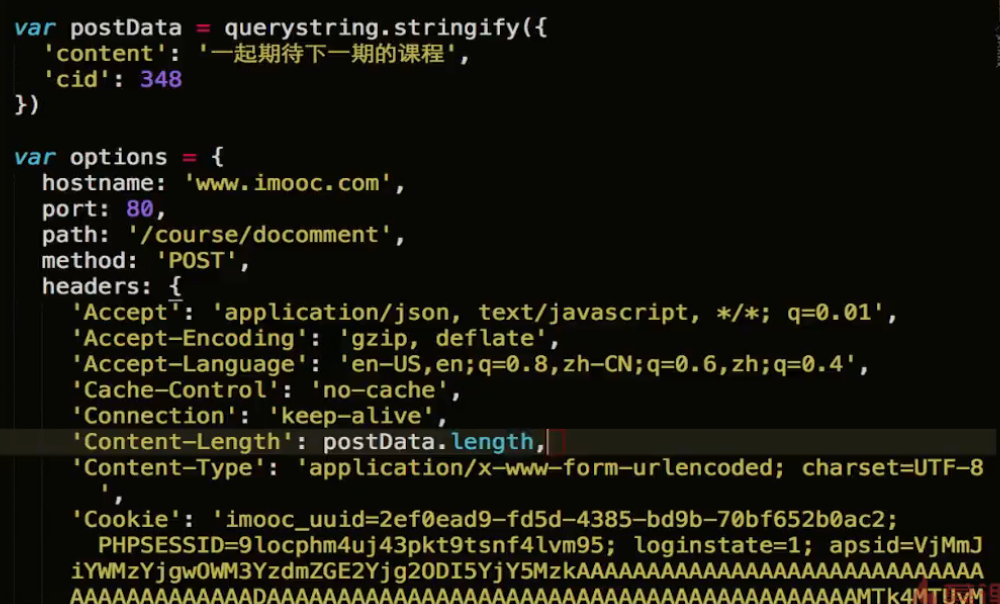 var postData = querystring.stringify({
'content': '一起期待下一期的课程',
'cid': 348
})
var options = {
hostname: 'www.imooc.com',
port: 80,
path: '/course/docomment',
method: 'POST',
headers: {
'Accept': 'application/json, text/javascript, */*; q=0.01',
'Accept-Encoding': 'gzip, deflate',
'Accept-Language': 'en-US,en;q=0.8,zh-CN;q=0.6,zh;q=0.4',
'Cache-Control': 'no-cache',
'Connection': 'keep-alive',
'Content-Length': postData.length,
'Content-Type': 'application/x-www-form-urlencoded; charset=UTF-8
',
'Cookie': 'imooc_uuid=2ef0ead9-fd5d-4385-bd9b-70bf652b0ac2;
PHPSESSID=9locphm4uj43pkt9tsnf4lvm95; loginstate=1; apsid=VjMmJ